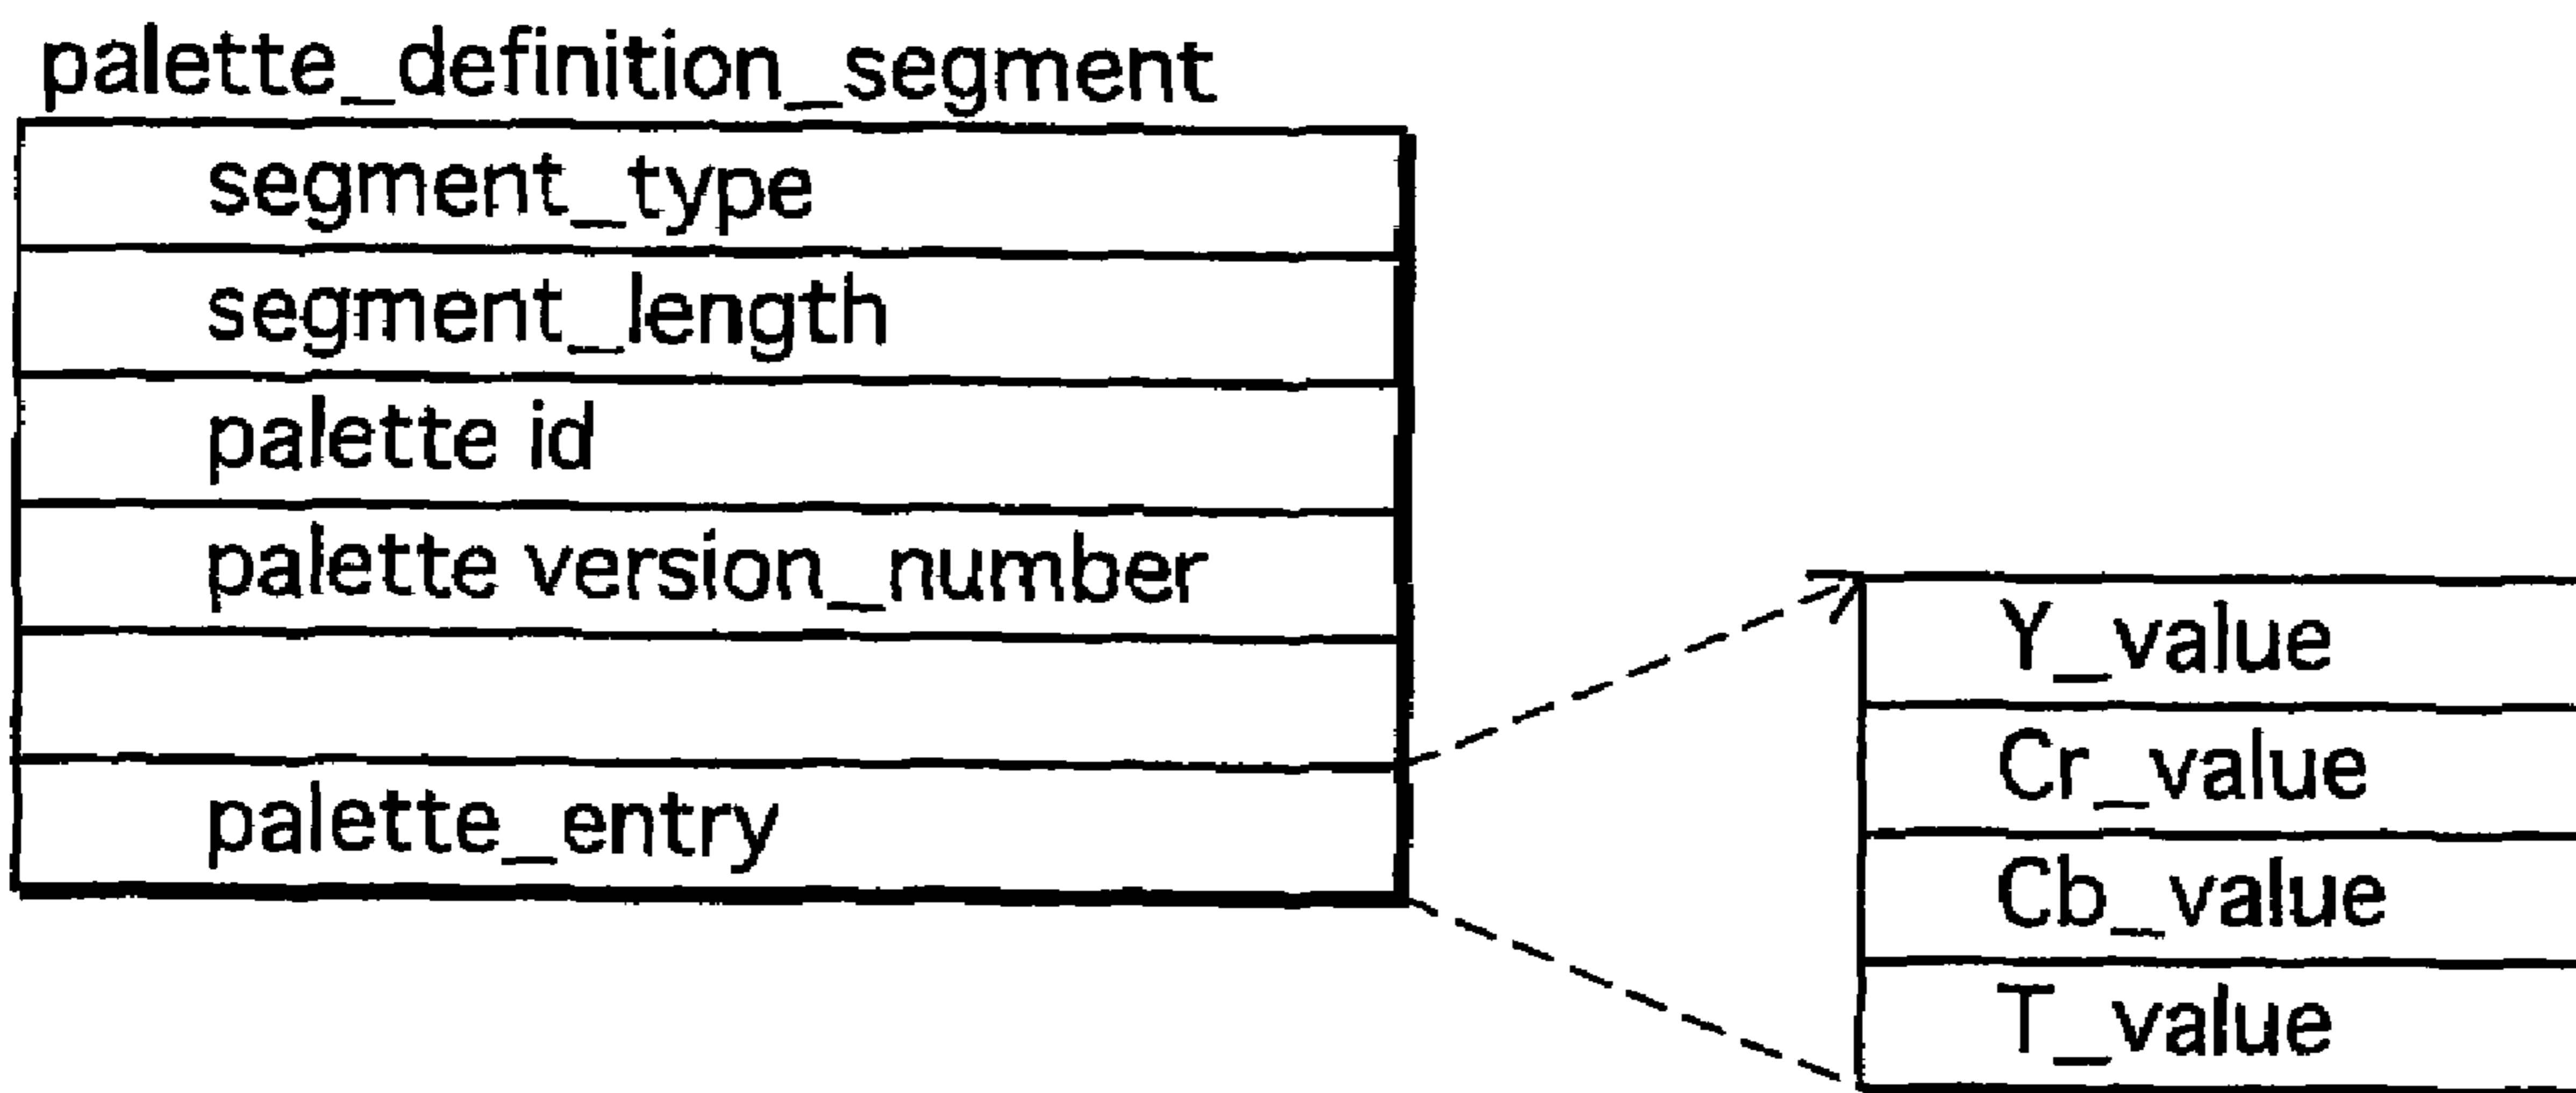 palette_definition_segment
segment_type
segment_length
palette id
palette version_number
palette_entry
Y_value
Cr_value
Cb_value
T_value